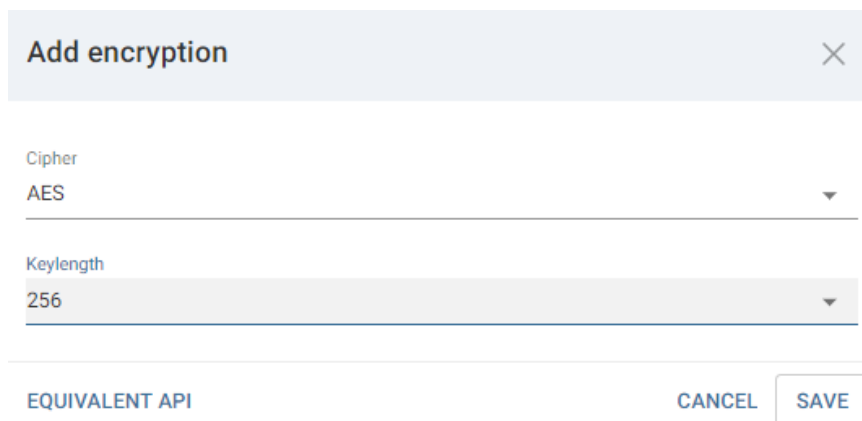 Add encryption
Cipher
AES
Keylength
256
EQUIVALENT API CANCEL SAVE